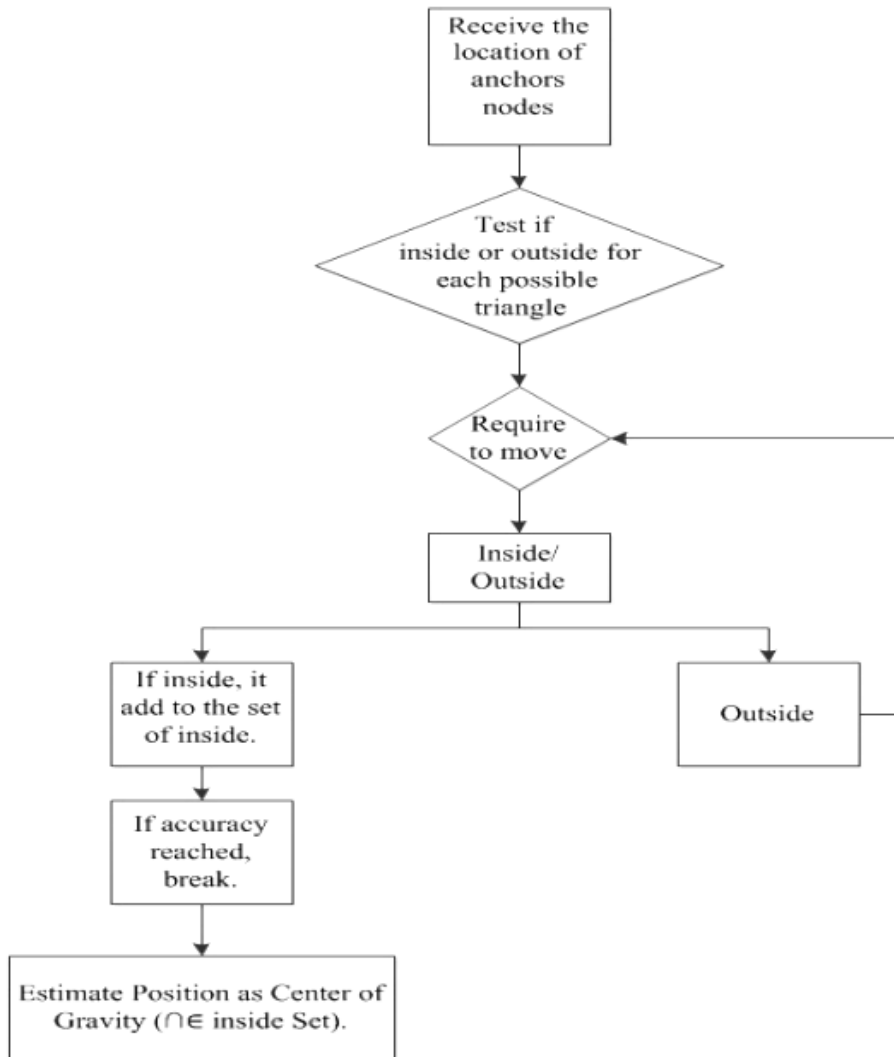 Receive the
location of
anchors
nodes
Test if
inside or outside for
each possible
triangle
Require
to move
Inside/
Outside
If inside, it
add to the set
of inside.
Outside
If accuracy
reached,
break.
Estimate Position as Center of
Gravity (∩∈ inside Set).